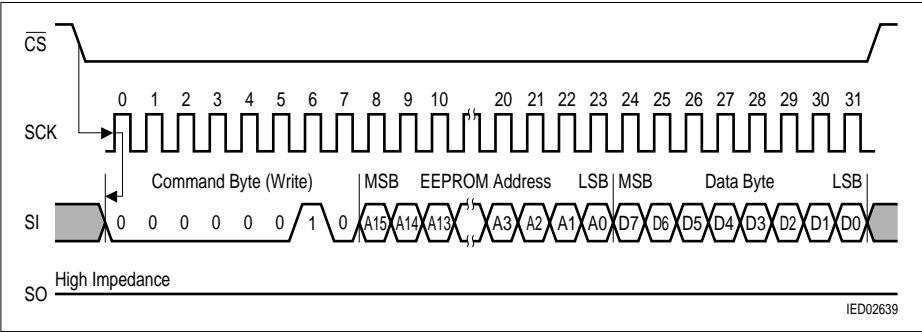 CS
0 1 2 3 4 5 6 7 8 9 10 20 21 22 23 24 25 26 27 28 29 30 31
SCK
Command Byte (Write) MSB EEPROM Address LSB MSB Data Byte LSB
SI 0 0 0 0 0 0 1 0 A15 A14 A13 A3 A2 A1 A0 D7 D6 D5 D4 D3 D2 D1 D0
High Impedance
SO
IED02639